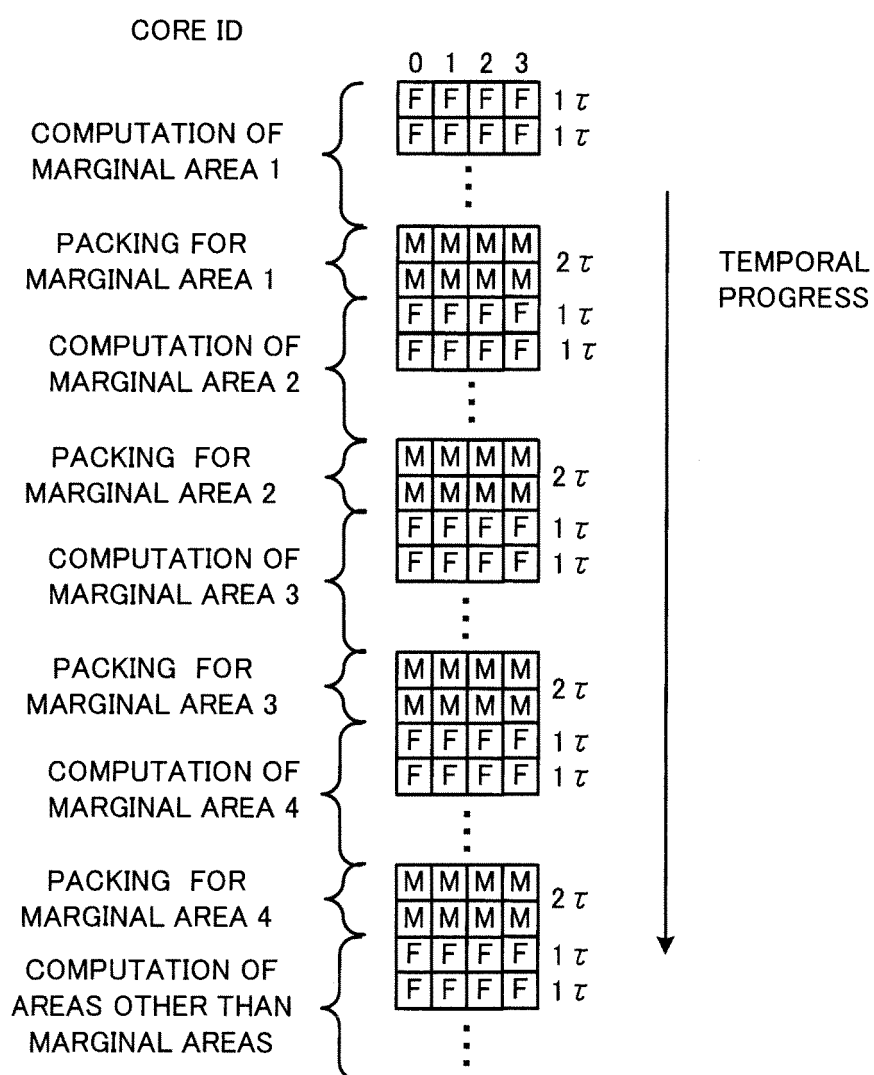 CORE ID
0 1 2 3
COMPUTATION OF
MARGINAL AREA 1
F F F F 1 τ
F F F F 1 τ
PACKING FOR
MARGINAL AREA 1
M M M M
M M M M
2 τ
TEMPORAL
PROGRESS
COMPUTATION OF
MARGINAL AREA 2
F F F F 1 τ
F F F F 1 τ
PACKING FOR
MARGINAL AREA 2
M M M M
M M M M
2 τ
COMPUTATION OF
MARGINAL AREA 3
F F F F 1 τ
F F F F 1 τ
PACKING FOR
MARGINAL AREA 3
M M M M
M M M M
2 τ
COMPUTATION OF
MARGINAL AREA 4
F F F F 1 τ
F F F F 1 τ
PACKING FOR
MARGINAL AREA 4
M M M M
M M M M
2 τ
COMPUTATION OF
AREAS OTHER THAN
MARGINAL AREAS
F F F F 1 τ
F F F F 1 τ